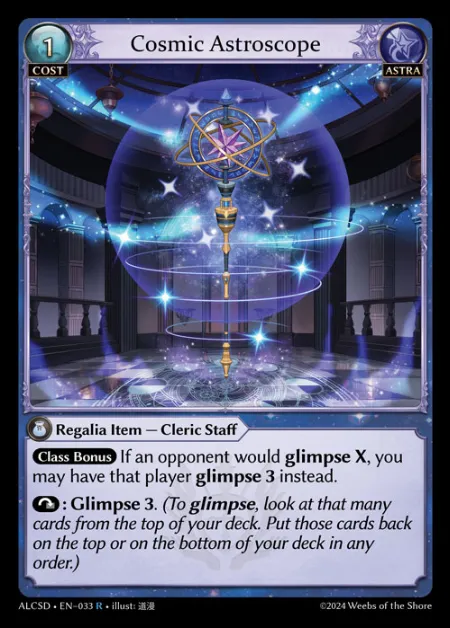 1
Cosmic Astroscope
COST
ASTRA
Regalia Item — Cleric Staff
Class Bonus If an opponent would glimpse X, you
may have that player glimpse 3 instead.
: Glimpse 3. (To glimpse, look at that many
cards from the top of your deck. Put those cards back
on the top or on the bottom of your deck in any
order.)
ALCSD • EN-033 R • illust: 道漫
©2024 Weebs of the Shore